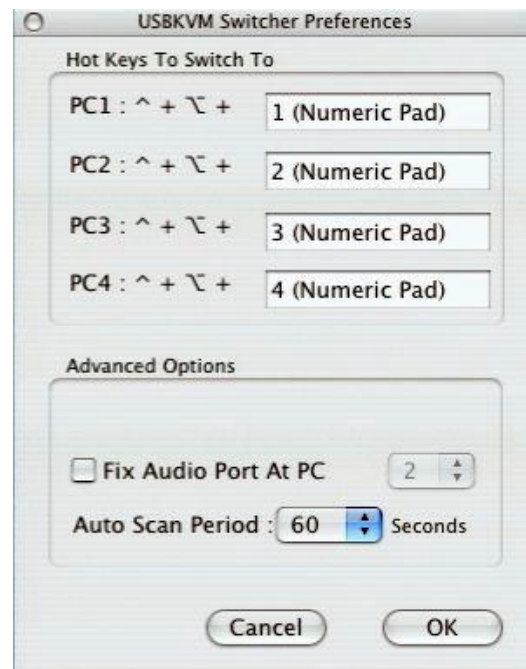 USBKVM Switcher Preferences
Hot Keys To Switch To
PC1 : ^ + ⌥ + 1 (Numeric Pad)
PC2 : ^ + ⌥ + 2 (Numeric Pad)
PC3 : ^ + ⌥ + 3 (Numeric Pad)
PC4 : ^ + ⌥ + 4 (Numeric Pad)
Advanced Options
Fix Audio Port At PC 2
Auto Scan Period : 60 Seconds
Cancel OK